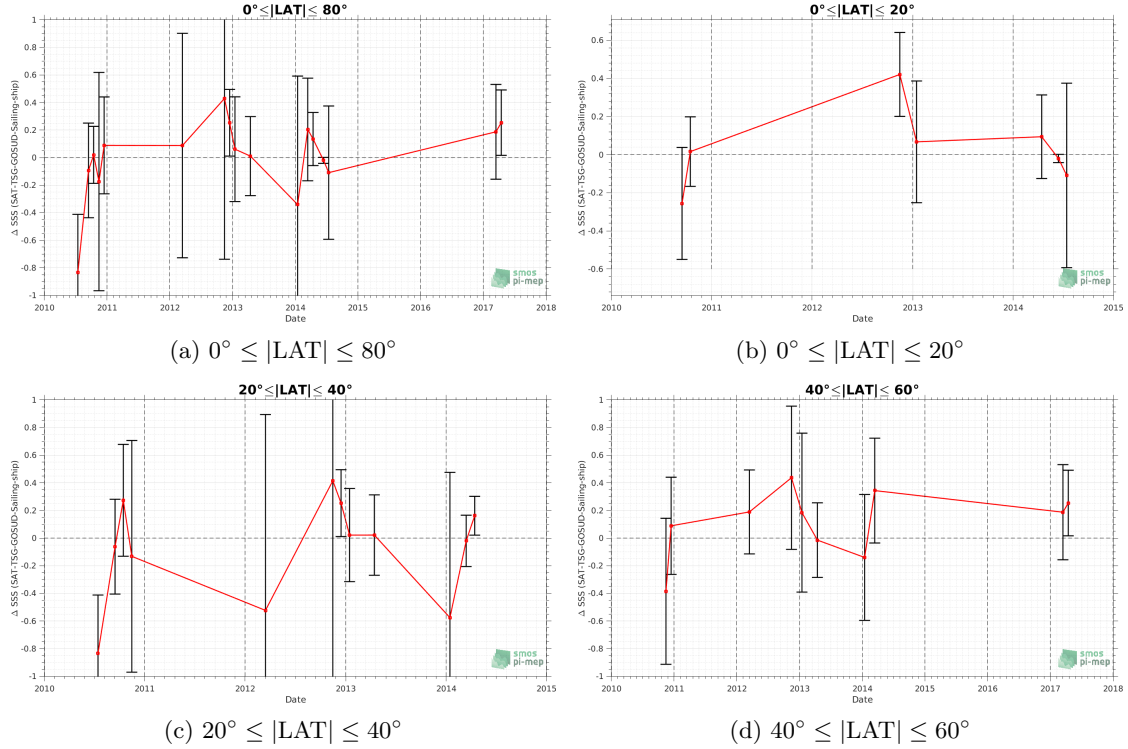 0°≤|LAT|≤ 80°
Δ SSS (SAT-TSG-GOSUD-Sailing-ship)
1
0.8
0.6
0.4
0.2
0
-0.2
-0.4
-0.6
-0.8
-1
2010 2011 2012 2013 2014 2015 2016 2017 2018
Date
smos
pi-mep
(a) 0° ≤ |LAT| ≤ 80°
0°≤|LAT|≤ 20°
Δ SSS (SAT-TSG-GOSUD-Sailing-ship)
0.6
0.4
0.2
0
-0.2
-0.4
-0.6
2010 2011 2012 2013 2014 2015
Date
smos
pi-mep
(b) 0° ≤ |LAT| ≤ 20°
20°≤|LAT|≤ 40°
Δ SSS (SAT-TSG-GOSUD-Sailing-ship)
1
0.8
0.6
0.4
0.2
0
-0.2
-0.4
-0.6
-0.8
-1
2010 2011 2012 2013 2014 2015
Date
smos
pi-mep
(c) 20° ≤ |LAT| ≤ 40°
40°≤|LAT|≤ 60°
Δ SSS (SAT-TSG-GOSUD-Sailing-ship)
1
0.8
0.6
0.4
0.2
0
-0.2
-0.4
-0.6
-0.8
-1
2010 2011 2012 2013 2014 2015 2016 2017 2018
Date
smos
pi-mep
(d) 40° ≤ |LAT| ≤ 60°